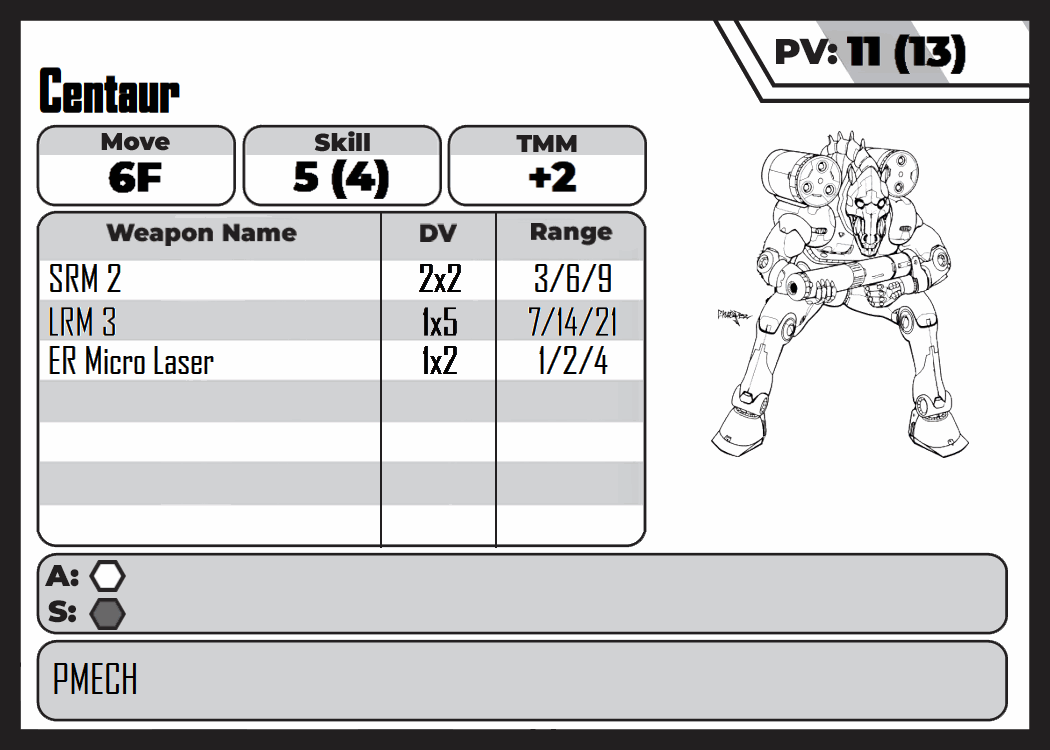 PV: 11 (13)
Centaur
Move Skill TMM
6F 5 (4) +2
Weapon Name DV Range
SRM 2 2x2 3/6/9
LRM 3 1x5 7/14/21
ER Micro Laser 1x2 1/2/4
A:
S:
PMECH